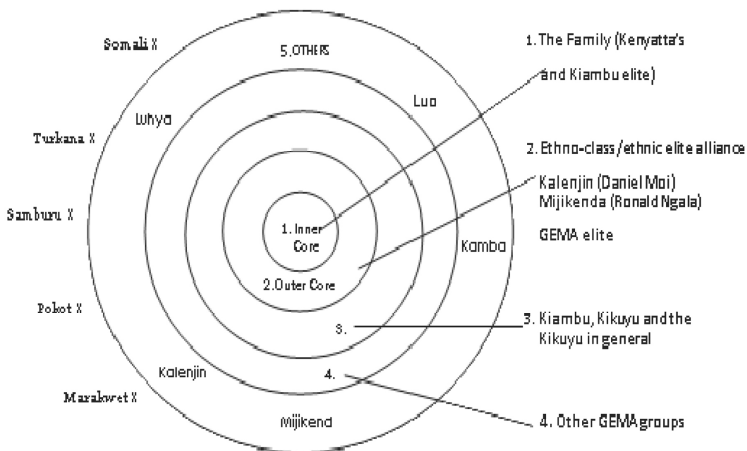 Somali X
5.OTHERS
Luhya
Luo
Turkana X
Samburu X
1. Inner
Core
Kamba
2.Outer Core
Pokot X
3.
4.
Kalenjin
Marakwet X
Mijikend
1. The Family (Kenyatta's
and Kiambu elite)
2. Ethno-class/ethnic elite alliance
Kalenjin (Daniel Moi)
Mijikenda (Ronald Ngala)
GEMA elite
3. Kiambu, Kikuyu and the
Kikuyu in general
4. Other GEMA groups